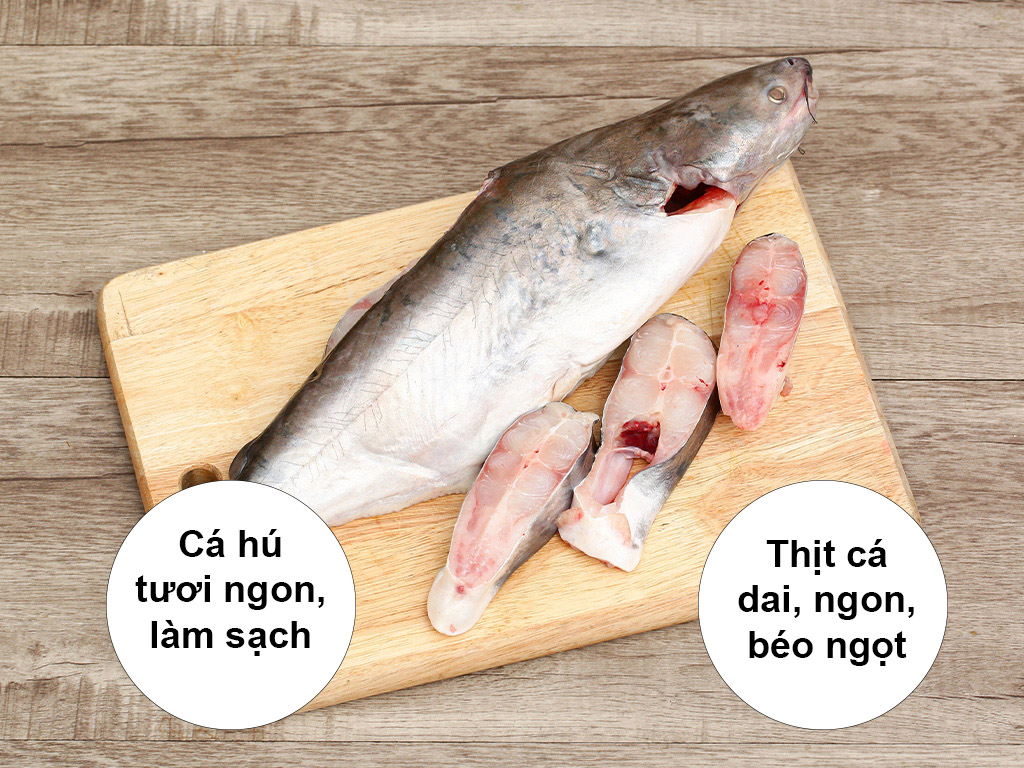 Cá hú
tươi ngon,
làm sạch
Thịt cá
dai, ngon,
béo ngọt